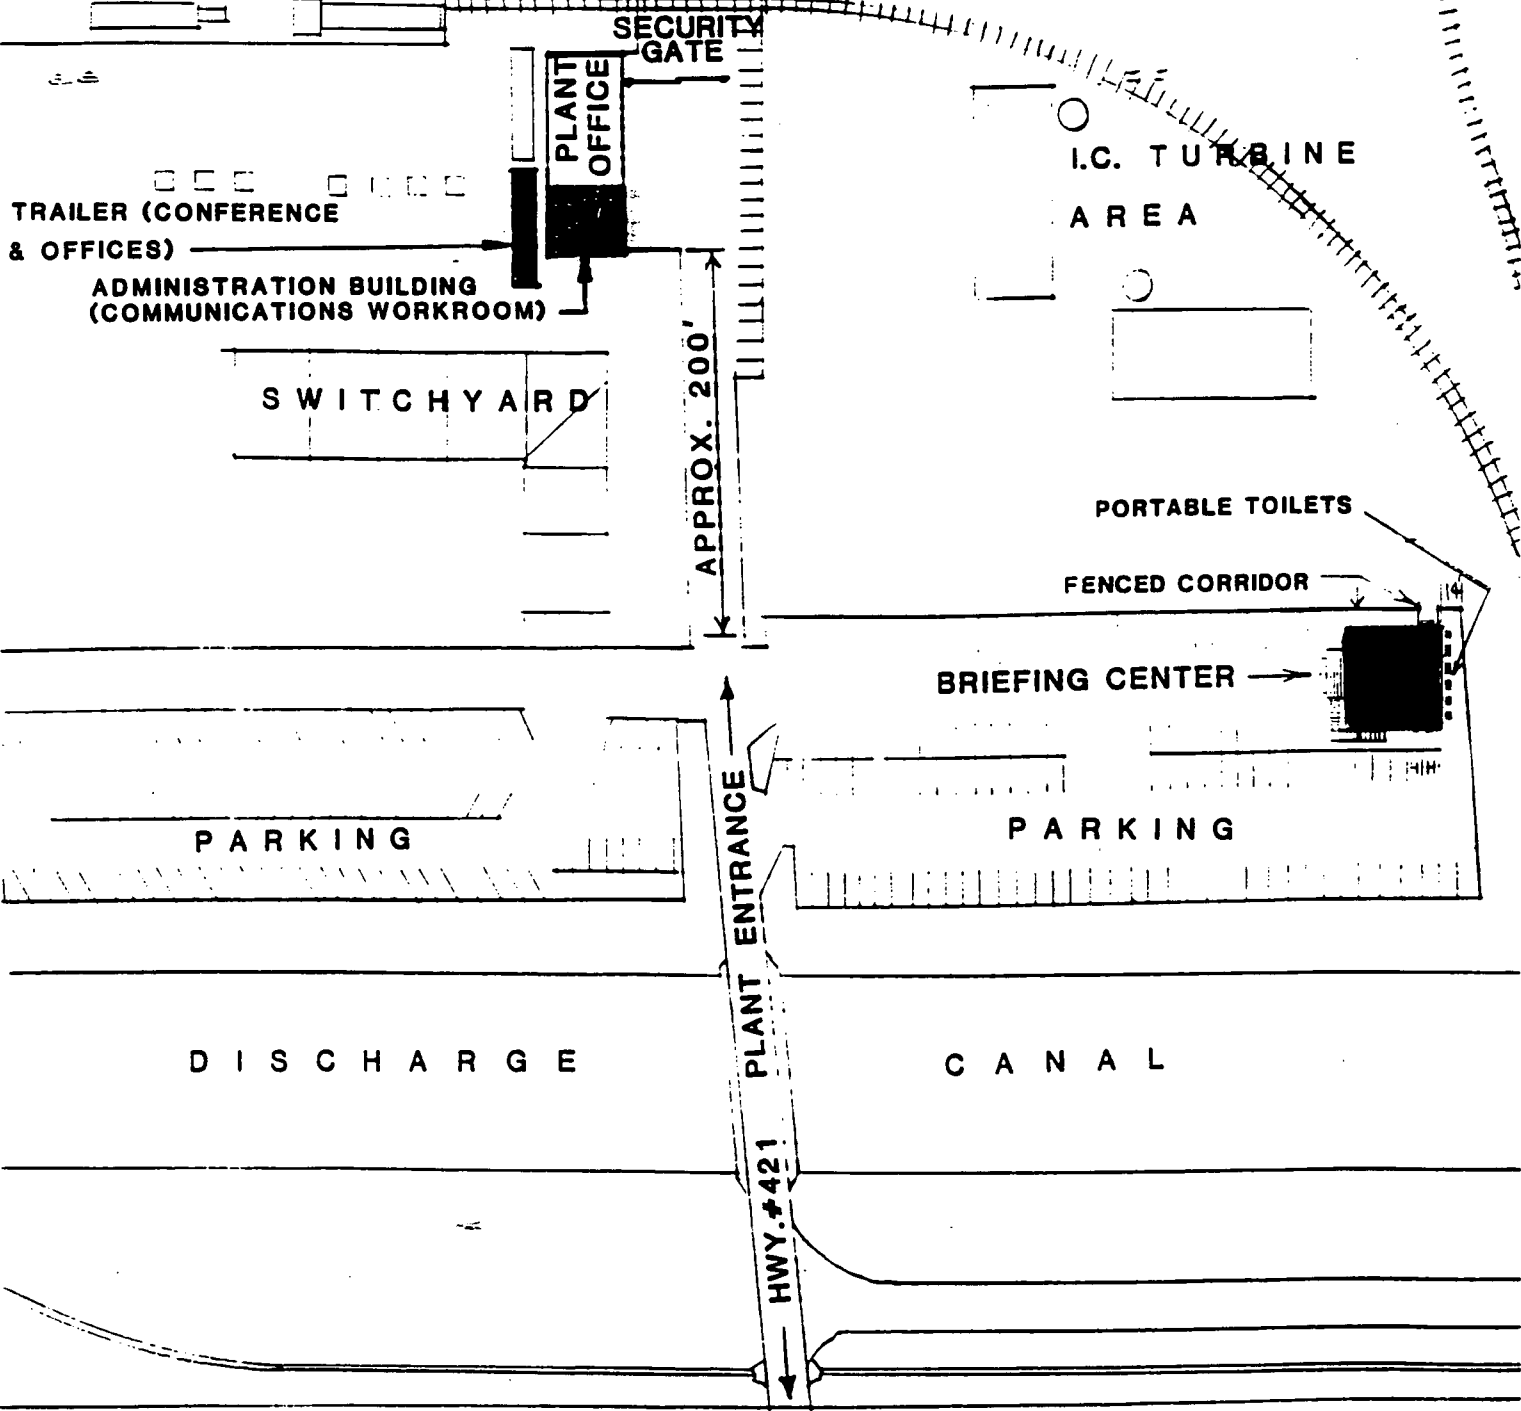 SECURITY
GATE
PLANT
OFFICE
I.C. TURBINE
AREA
TRAILER (CONFERENCE
& OFFICES)
ADMINISTRATION BUILDING
(COMMUNICATIONS WORKROOM)
SWITCHYARD
APPROX. 200'
PORTABLE TOILETS
FENCED CORRIDOR
BRIEFING CENTER
PARKING
PARKING
PLANT ENTRANCE
DISCHARGE CANAL
HWY. #421